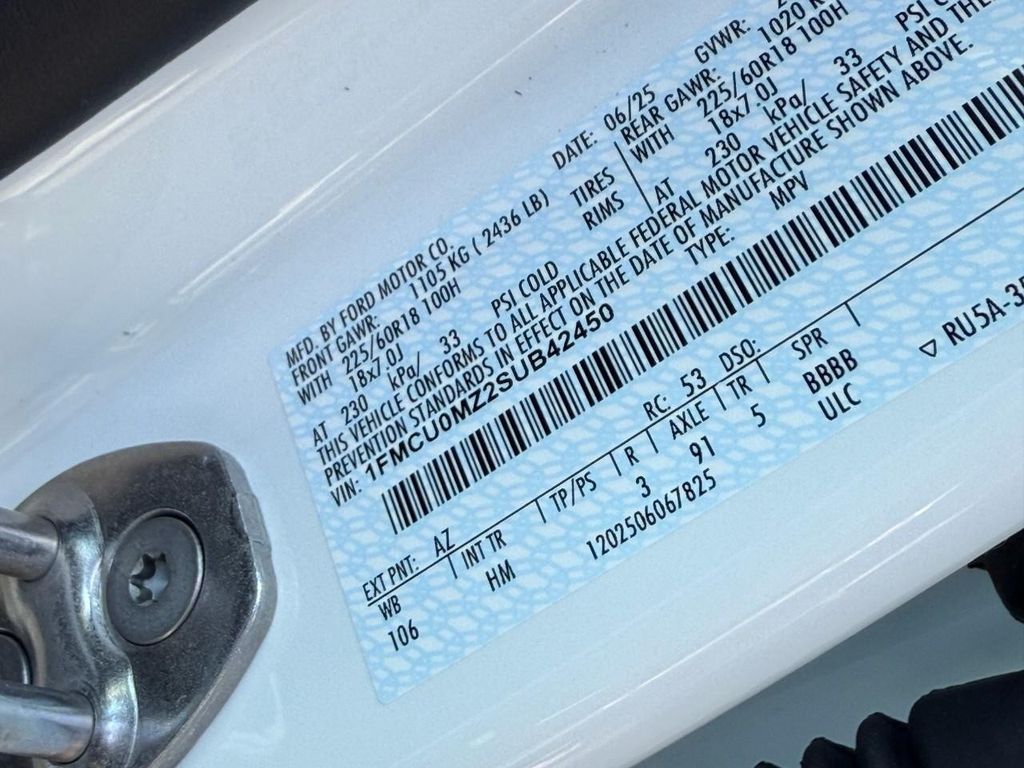 MFD. BY FORD MOTOR CO.
DATE: 06/25 GVWR:
FRONT GAWR: 1105 KG ( 2436 LB) REAR GAWR: 1020
WITH 225/60R18 100H TIRES WITH 225/60R18 100H
18x7.0J RIMS 18x7.0J
AT 230 kPa/ 33 PSI COLD AT 230 kPa/ 33 PSI
THIS VEHICLE CONFORMS TO ALL APPLICABLE FEDERAL MOTOR VEHICLE SAFETY AND THE
PREVENTION STANDARDS IN EFFECT ON THE DATE OF MANUFACTURE SHOWN ABOVE.
VIN: 1FMCU0MZ2SUB42450 TYPE: MPV
EXT PNT: AZ RC: 53 DSO:
WB INT TR TP/PS R AXLE TR SPR
106 HM 3 91 5 BBBB
1202506067825 ULC
▽ RU5A-3